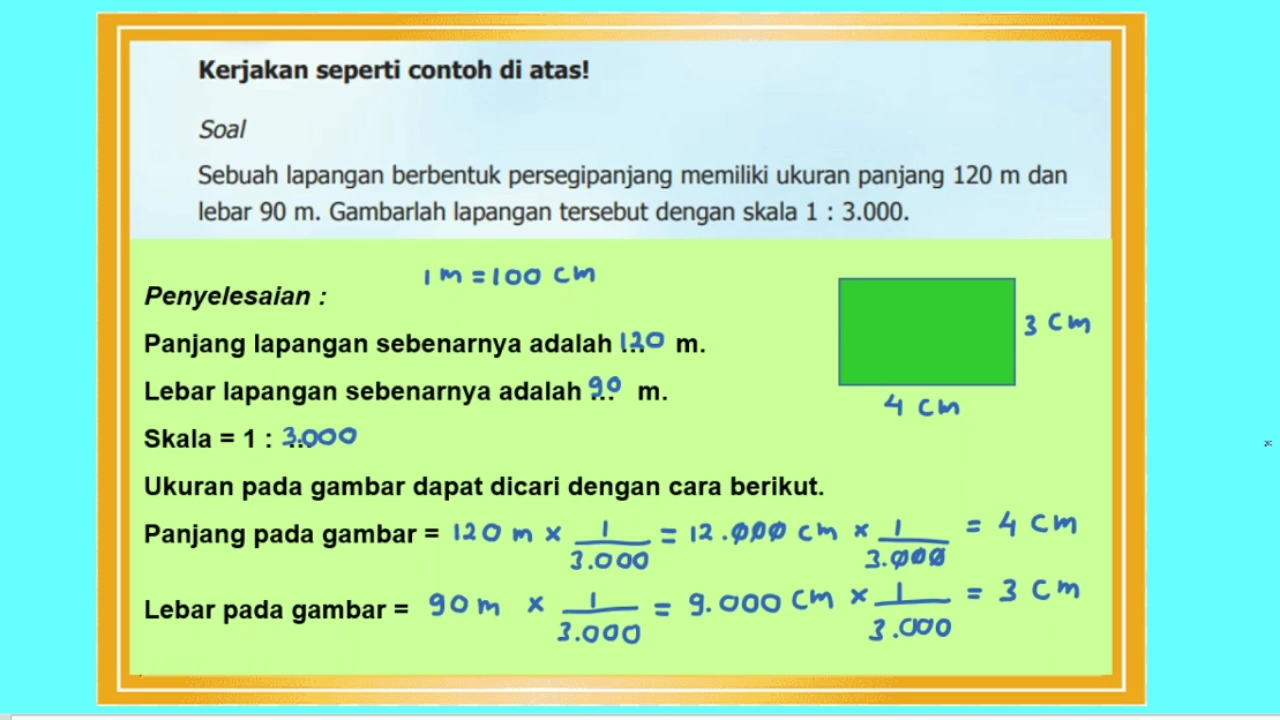 Kerjakan seperti contoh di atas!
Soal
Sebuah lapangan berbentuk persegipanjang memiliki ukuran panjang 120 m dan
lebar 90 m. Gambarlah lapangan tersebut dengan skala 1 : 3.000.
1 m = 100 cm
Penyelesaian :
Panjang lapangan sebenarnya adalah 120 m.
Lebar lapangan sebenarnya adalah 90 m.
Skala = 1 : 3.000
3 cm
4 cm
Ukuran pada gambar dapat dicari dengan cara berikut.
Panjang pada gambar = 120 m × 1/3.000 = 12.000 cm × 1/3.000 = 4 cm
Lebar pada gambar = 90 m × 1/3.000 = 9.000 cm × 1/3.000 = 3 cm